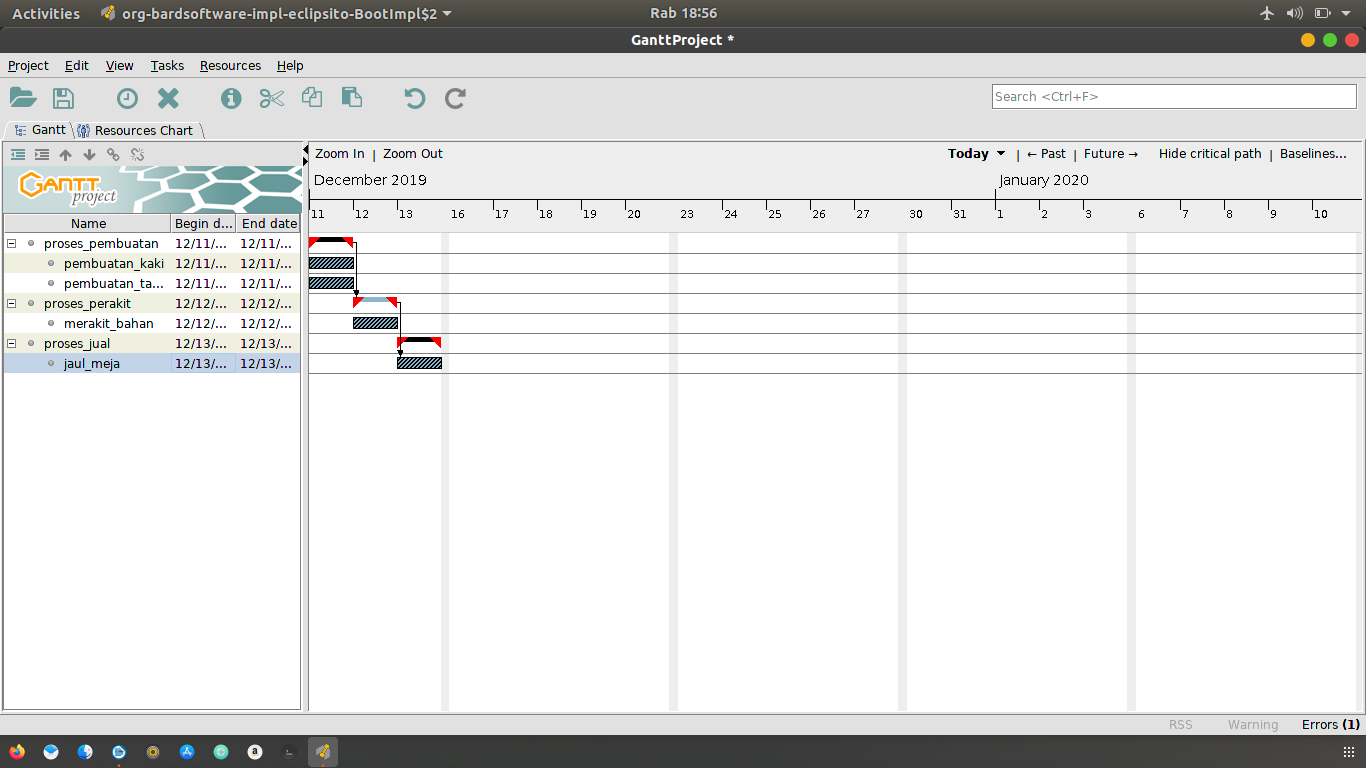 Activities org-bardsoftware-impl-eclipsito-BootImpl$2 Rab 18:56
GanttProject *
Project Edit View Tasks Resources Help
Search <Ctrl+F>
Gantt Resources Chart
Zoom In | Zoom Out Today | ← Past | Future → Hide critical path | Baselines...
GANTT project
December 2019 January 2020
11 12 13 16 17 18 19 20 23 24 25 26 27 30 31 1 2 3 6 7 8 9 10
Name Begin d... End date
proses_pembuatan 12/11/... 12/11/...
pembuatan_kaki 12/11/... 12/11/...
pembuatan_ta... 12/11/... 12/11/...
proses_perakit 12/12/... 12/12/...
merakit_bahan 12/12/... 12/12/...
proses_jual 12/13/... 12/13/...
jaul_meja 12/13/... 12/13/...
RSS Warning Errors (1)